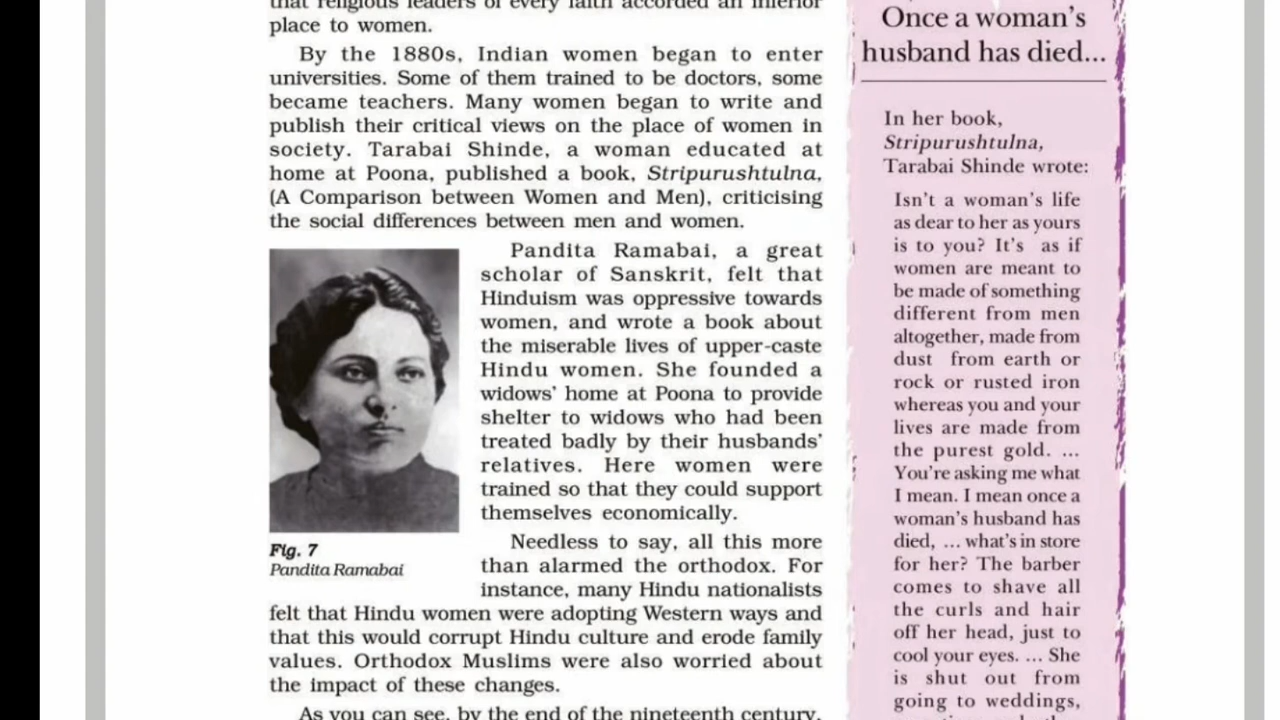 that religious leaders of every faith accorded an inferior
place to women.
By the 1880s, Indian women began to enter
universities. Some of them trained to be doctors, some
became teachers. Many women began to write and
publish their critical views on the place of women in
society. Tarabai Shinde, a woman educated at
home at Poona, published a book, Stripurushtulna,
(A Comparison between Women and Men), criticising
the social differences between men and women.
Pandita Ramabai, a great
scholar of Sanskrit, felt that
Hinduism was oppressive towards
women, and wrote a book about
the miserable lives of upper-caste
Hindu women. She founded a
widows’ home at Poona to provide
shelter to widows who had been
treated badly by their husbands’
relatives. Here women were
trained so that they could support
themselves economically.
Fig. 7
Pandita Ramabai
Needless to say, all this more
than alarmed the orthodox. For
instance, many Hindu nationalists
felt that Hindu women were adopting Western ways and
that this would corrupt Hindu culture and erode family
values. Orthodox Muslims were also worried about
the impact of these changes.
As you can see, by the end of the nineteenth century,
Once a woman’s
husband has died...
In her book,
Stripurushtulna,
Tarabai Shinde wrote:
Isn’t a woman’s life
as dear to her as yours
is to you? It’s as if
women are meant to
be made of something
different from men
altogether, made from
dust from earth or
rock or rusted iron
whereas you and your
lives are made from
the purest gold. ...
You’re asking me what
I mean. I mean once a
woman’s husband has
died, ... what’s in store
for her? The barber
comes to shave all
the curls and hair
off her head, just to
cool your eyes. ... She
is shut out from
going to weddings,